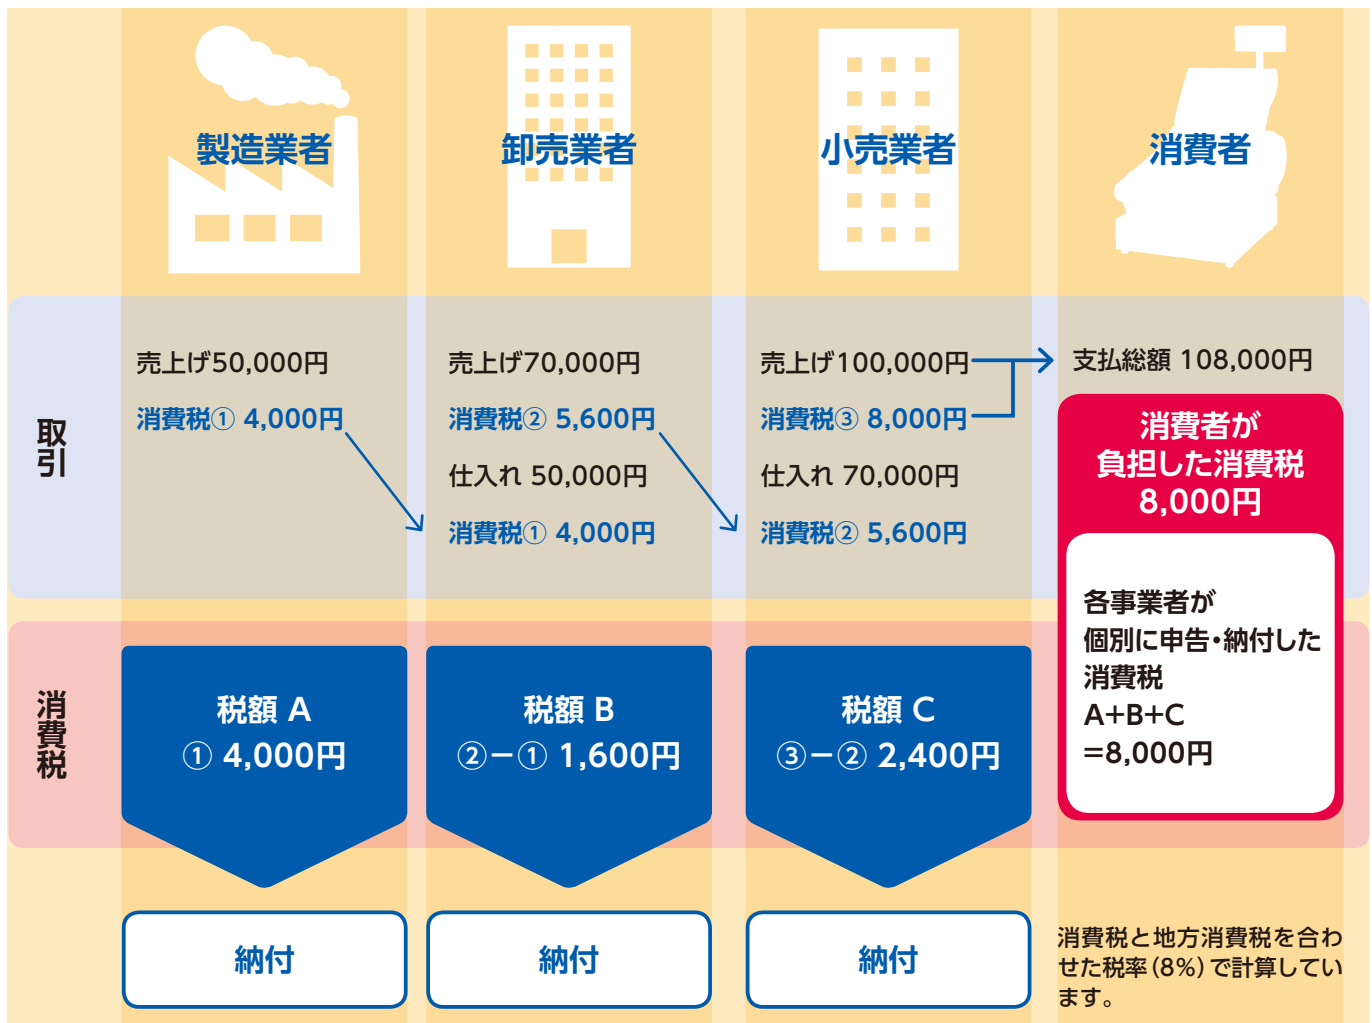 製造業者
卸売業者
小売業者
消費者
取引
売上げ50,000円
消費税① 4,000円
売上げ70,000円
消費税② 5,600円
仕入れ 50,000円
消費税① 4,000円
売上げ100,000円
消費税③ 8,000円
仕入れ 70,000円
消費税② 5,600円
支払総額 108,000円
消費者が
負担した消費税
8,000円
各事業者が
個別に申告・納付した
消費税
A+B+C
=8,000円
消費税
税額 A
① 4,000円
税額 B
②−① 1,600円
税額 C
③−② 2,400円
納付
納付
納付
消費税と地方消費税を合わ
せた税率(8%)で計算してい
ます。